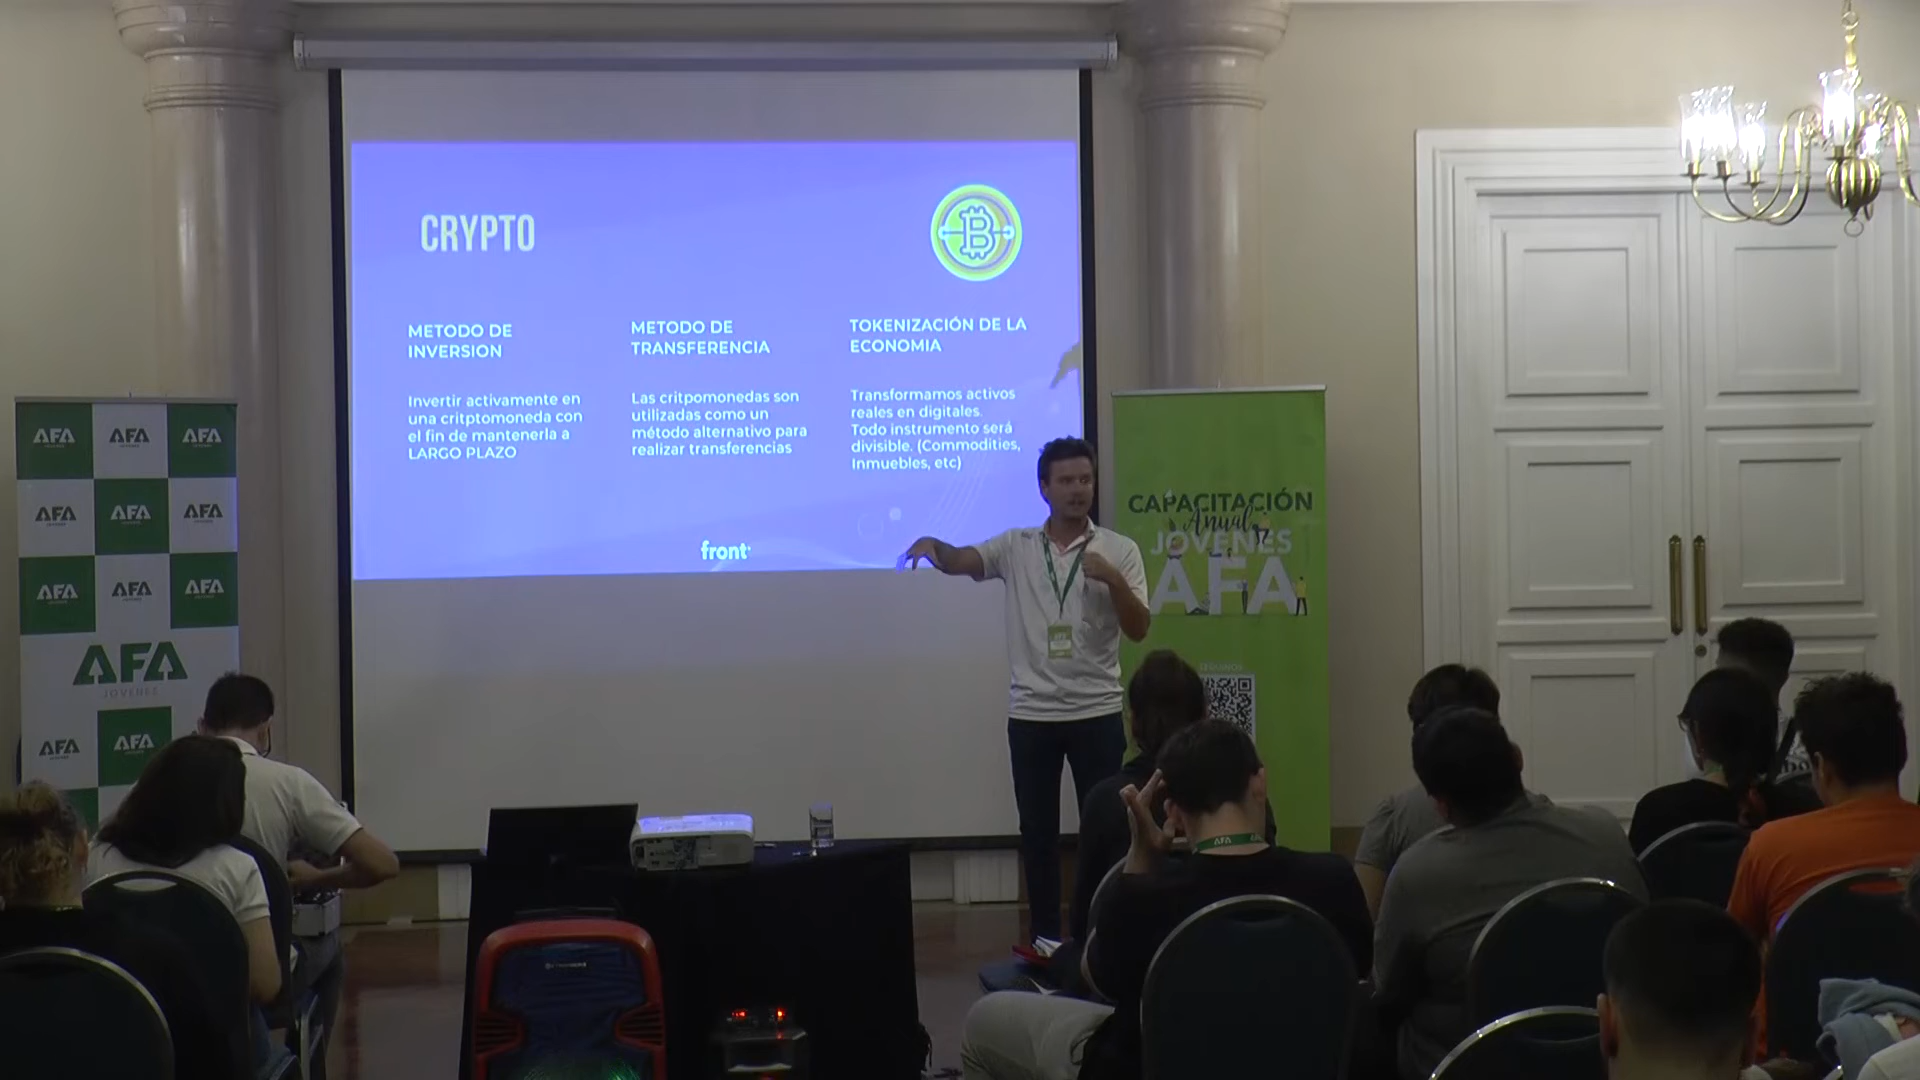 CRYPTO
METODO DE
INVERSION
Invertir activamente en
una critptomoneda con
el fin de mantenerla a
LARGO PLAZO
METODO DE
TRANSFERENCIA
Las critpomonedas son
utilizadas como un
método alternativo para
realizar transferencias
TOKENIZACIÓN DE LA
ECONOMIA
Transformamos activos
reales en digitales.
Todo instrumento será
divisible. (Commodities,
Inmuebles, etc)
front
AFA
AFA
AFA
AFA
AFA
AFA
AFA
AFA
AFA
AFA
JOVENES
AFA
AFA
CAPACITACIÓN
Anual
JOVENES
AFA
SEGUINOS
AFA